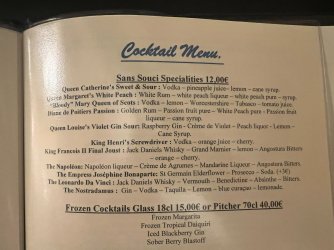 Cocktail Menu.
Sans Souci Specialities 12,00€
Queen Catherine's Sweet & Sour : Vodka – pineapple juice – lemon – cane syrup.
Queen Margaret's White Peach : White Rum – white peach liqueur – white peach puree – cane syrup.
"Bloody" Mary Queen of Scots : Vodka – lemon – Worcestershire – Tabasco – tomato juice.
Diane de Poitiers Passion : Golden Rum – Passion fruit pure – White Peach pure – Passion fruit
liqueur – cane syrup.
Queen Louise's Violet Gin Sour: Raspberry Gin - Crème de Violet – Peach liquor - Lemon –
Cane Syrup.
King Henri's Screwdriver : Vodka – orange juice – cherry.
King Francois II Final Joust : Jack Daniels Whisky – Grand Marnier – lemon – Angostura Bitters
– orange – cherry.
The Napoléon: Napoléon liqueur – Crème de Agrumes – Mandarine Liqueur – Angostura Bitters.
The Empress Joséphine Bonaparte: St Germain Elderflower – Prosecco – Soda. (+3€)
The Leonardo Da Vinci : Jack Daniels Whisky – Vermouth – Benedictine – Absinthe – Bitters.
The Nostradamus : Gin – Vodka – Taquila – Lemon – blue curacao – lemonade.
Frozen Cocktails Glass 18cl 15,00€ or Pitcher 70cl 40,00€
Frozen Margarita
Frozen Tropical Daiquiri
Iced Blackberry Gin
Sober Berry Blastoff